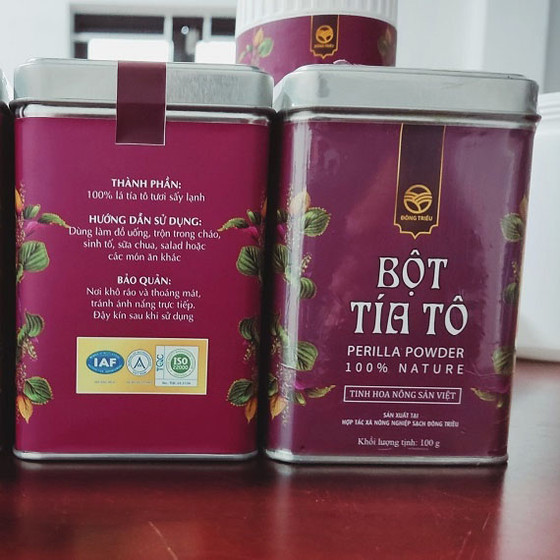 THÀNH PHẦN:
100% lá tía tô tươi sấy lạnh
HƯỚNG DẪN SỬ DỤNG:
Dùng làm đồ uống, trộn trong cháo,
sinh tố, sữa chua, salad hoặc
các món ăn khác
BẢO QUẢN:
Nơi khô ráo và thoáng mát,
tránh ánh nắng trực tiếp.
Đậy kín sau khi sử dụng
IAF
TQC
ISO
22000
ĐÔNG TRIỀU
ĐÔNG TRIỀU
BỘT
TÍA TÔ
PERILLA POWDER
100% NATURE
TINH HOA NÔNG SẢN VIỆT
SẢN XUẤT TẠI
HỢP TÁC XÃ NÔNG NGHIỆP SẠCH ĐÔNG TRIỀU
Khối lượng tịnh: 100 g